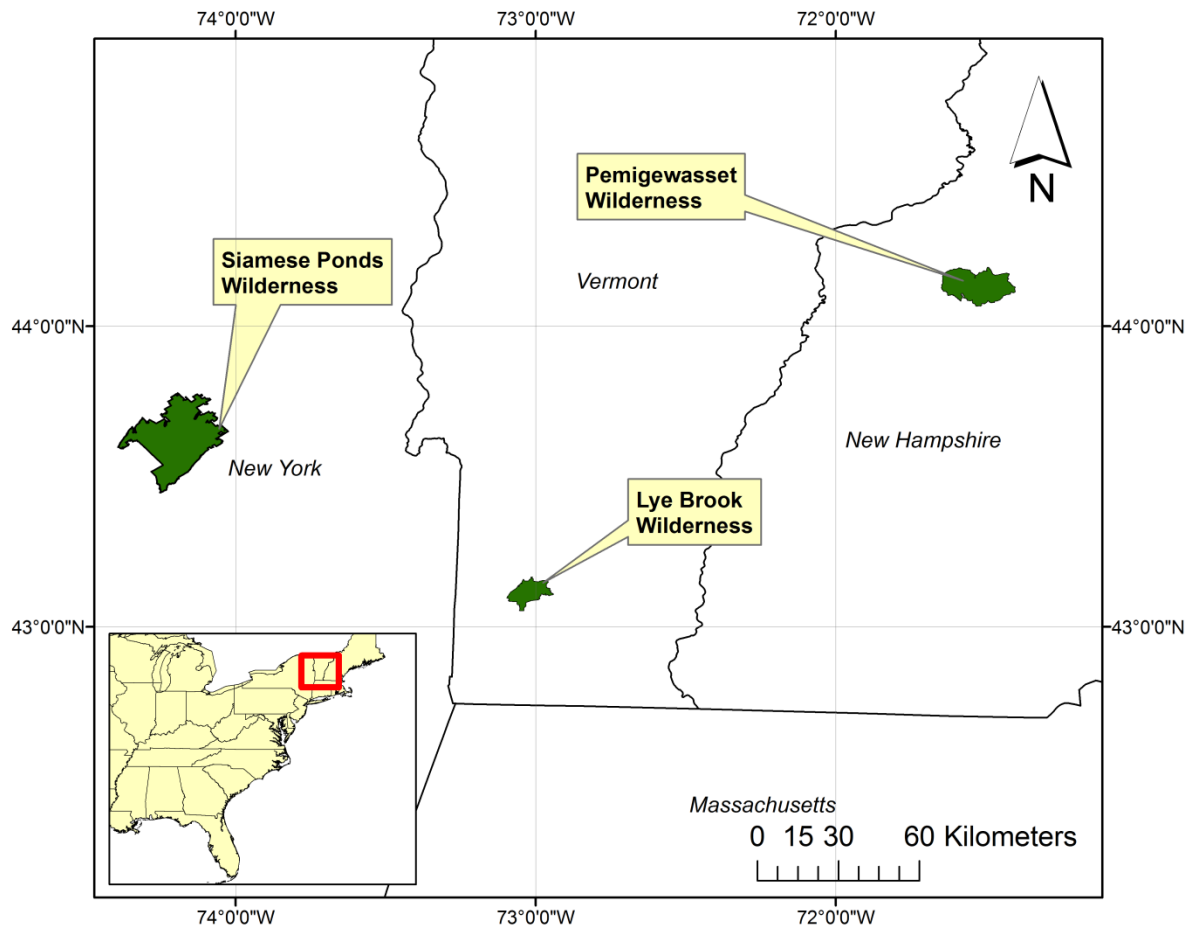 74°0'0"W 73°0'0"W 72°0'0"W
N
Pemigewasset
Wilderness
Siamese Ponds
Wilderness
Vermont
44°0'0"N 44°0'0"N
New Hampshire
New York
Lye Brook
Wilderness
43°0'0"N 43°0'0"N
Massachusetts
0 15 30 60 Kilometers
74°0'0"W 73°0'0"W 72°0'0"W